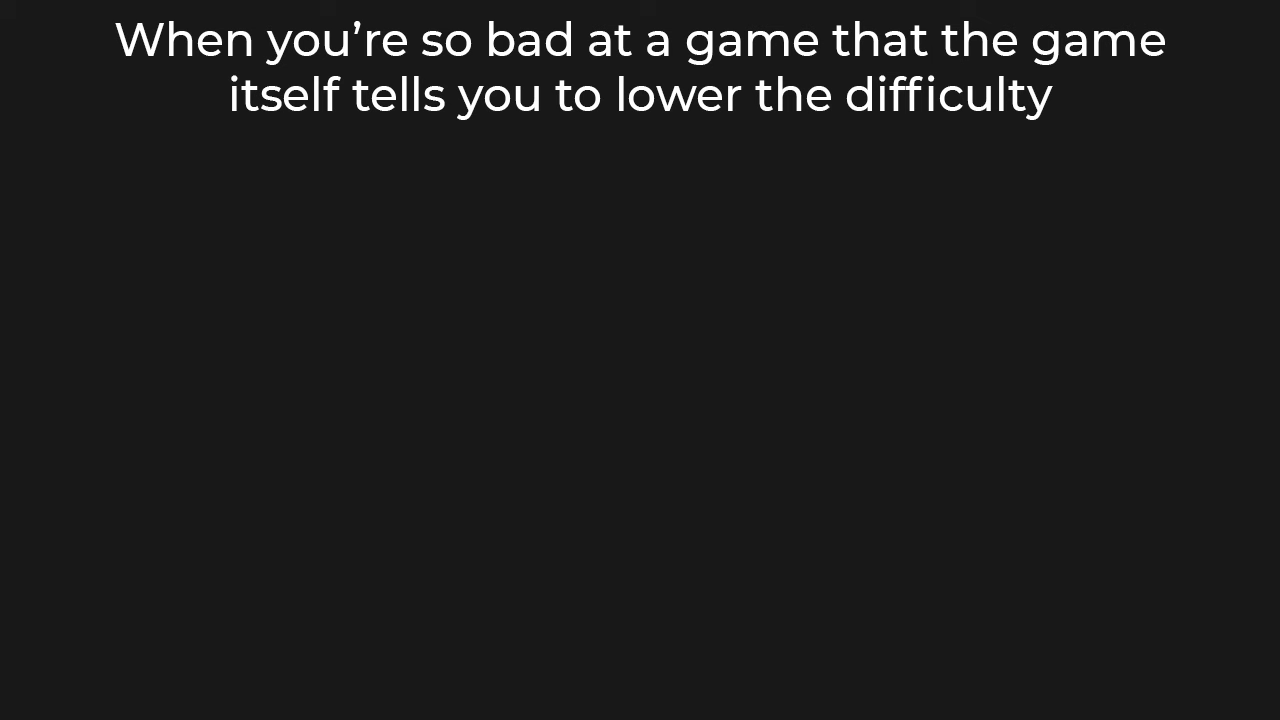 When you’re so bad at a game that the game
itself tells you to lower the difficulty